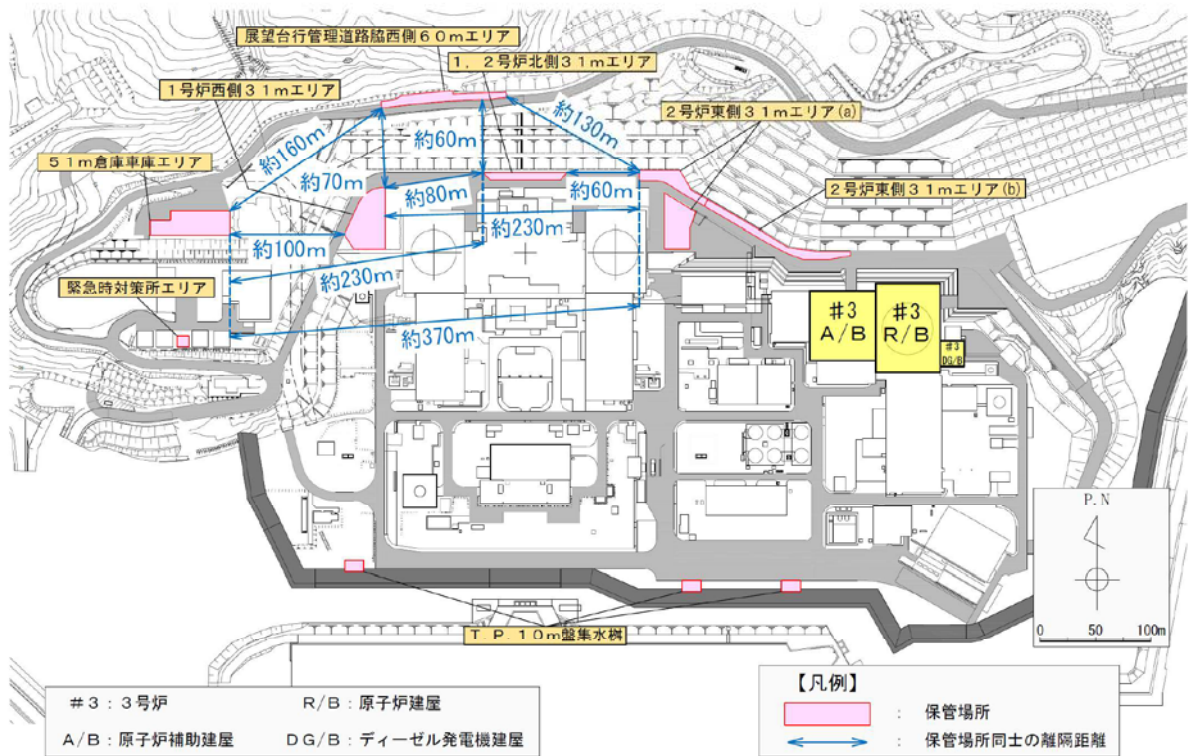 展望台行管理道路脇西側60mエリア
1，2号炉北側31mエリア
1号炉西側31mエリア
2号炉東側31mエリア(a)
51m倉庫車庫エリア
2号炉東側31mエリア(b)
緊急時対策所エリア
約160m
約70m
約60m
約130m
約80m
約60m
約100m
約230m
約230m
約370m
＃3
A/B
＃3
R/B
＃3
DG/B
P.N
0 50 100m
T.P.10m盤集水桝
＃3：3号炉
R/B：原子炉建屋
A/B：原子炉補助建屋
DG/B：ディーゼル発電機建屋
【凡例】
： 保管場所
： 保管場所同士の離隔距離